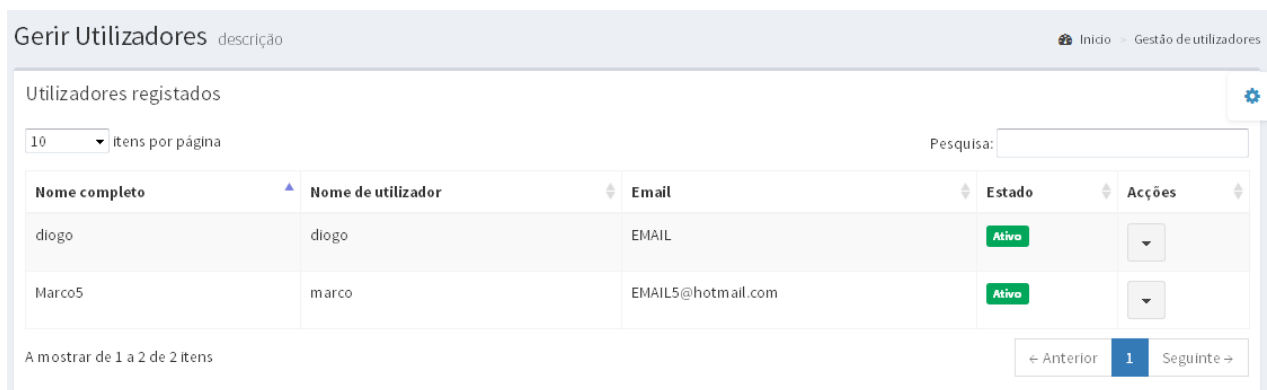 Gerir Utilizadores descrição
Inicio > Gestão de utilizadores
Utilizadores registados
10 itens por página
Pesquisa:
Nome completo Nome de utilizador Email Estado Acções
diogo diogo EMAIL Ativo
Marco5 marco EMAIL5@hotmail.com Ativo
A mostrar de 1 a 2 de 2 itens
← Anterior 1 Seguinte →